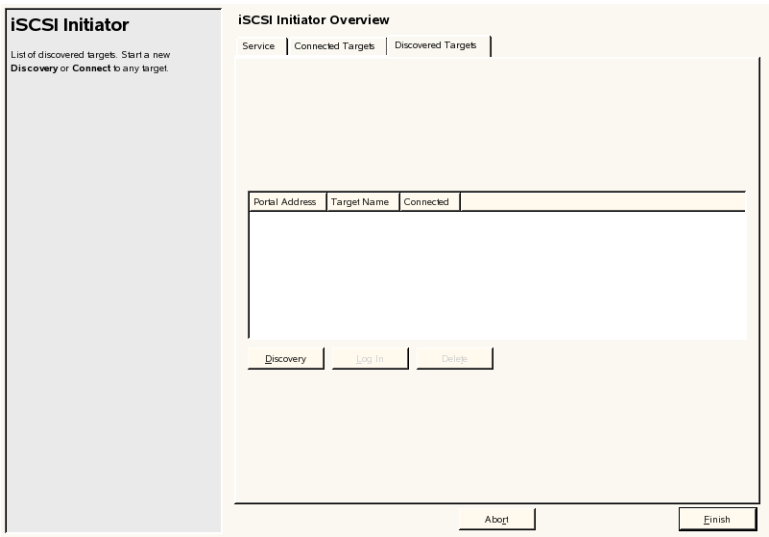 iSCSI Initiator
List of discovered targets. Start a new
Discovery or Connect to any target.
iSCSI Initiator Overview
Service Connected Targets Discovered Targets
Portal Address Target Name Connected
Discovery Log In Delete
Abort Finish